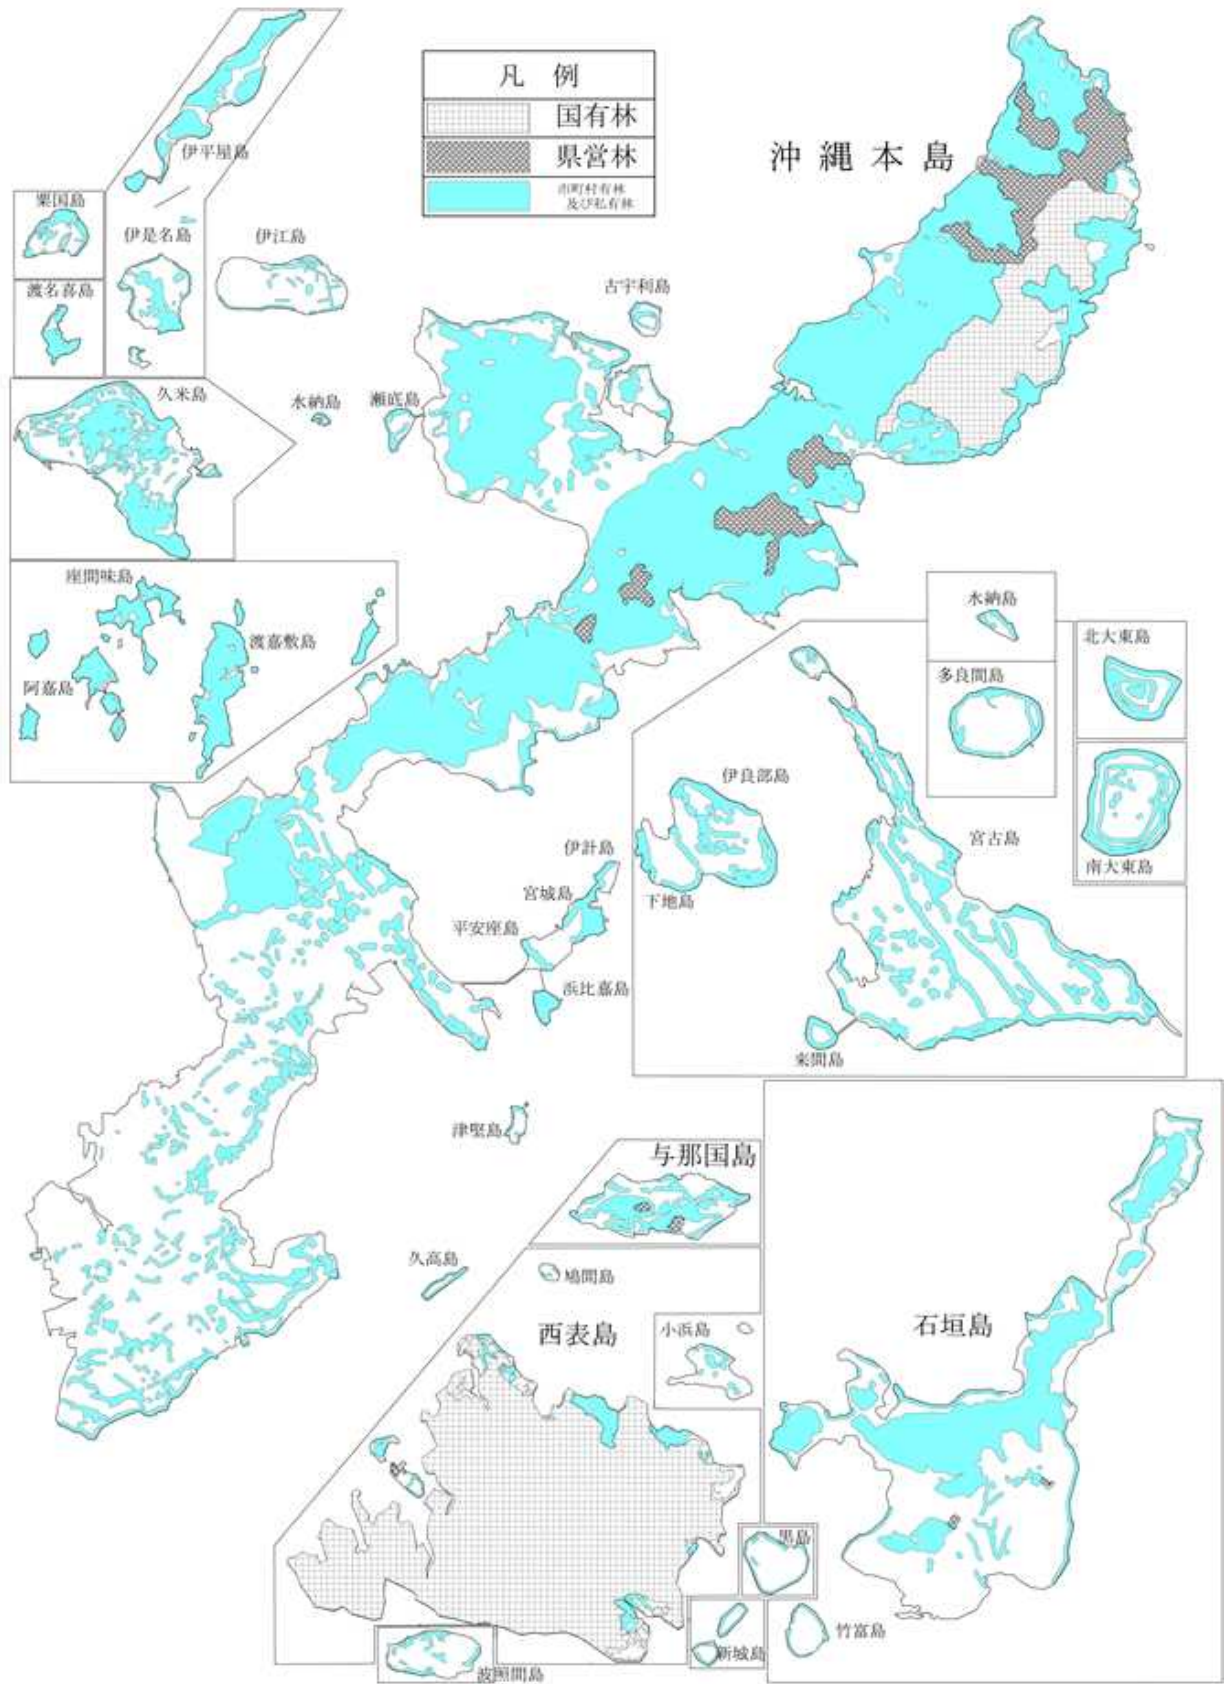 凡 例
国有林
県営林
市町村有林
及び私有林
沖縄本島
伊平屋島
粟国島
伊是名島
伊江島
渡名喜島
古宇利島
久米島
水納島
瀬底島
座間味島
渡嘉敷島
阿嘉島
水納島
北大東島
多良間島
伊良部島
宮古島
南大東島
伊計島
宮城島
下地島
平安座島
浜比嘉島
来間島
津堅島
与那国島
久高島
鳩間島
西表島
小浜島
石垣島
黒島
竹富島
新城島
波照間島